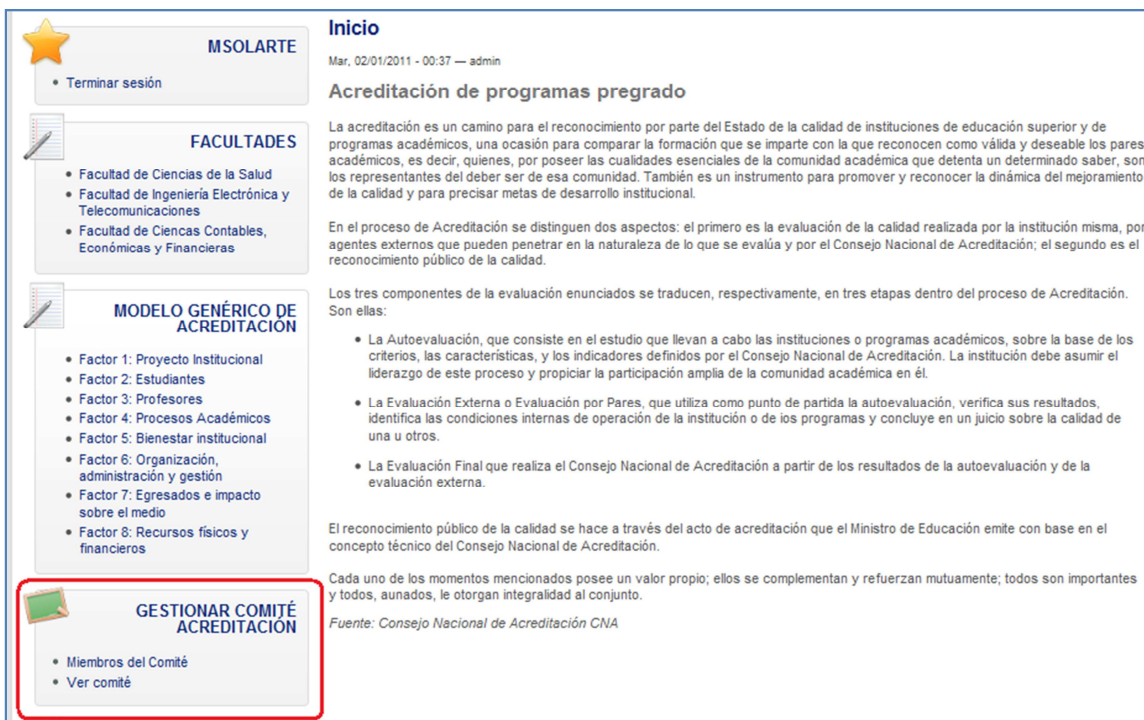 MSOLARTE
Terminar sesión
FACULTADES
Facultad de Ciencias de la Salud
Facultad de Ingeniería Electrónica y
Telecomunicaciones
Facultad de Ciencas Contables,
Económicas y Financieras
MODELO GENÉRICO DE
ACREDITACIÓN
Factor 1: Proyecto Institucional
Factor 2: Estudiantes
Factor 3: Profesores
Factor 4: Procesos Académicos
Factor 5: Bienestar institucional
Factor 6: Organización,
administración y gestión
Factor 7: Egresados e impacto
sobre el medio
Factor 8: Recursos físicos y
financieros
GESTIONAR COMITÉ
ACREDITACIÓN
Miembros del Comité
Ver comité
Inicio
Mar, 02/01/2011 - 00:37 — admin
Acreditación de programas pregrado
La acreditación es un camino para el reconocimiento por parte del Estado de la calidad de instituciones de educación superior y de
programas académicos, una ocasión para comparar la formación que se imparte con la que reconocen como válida y deseable los pares
académicos, es decir, quienes, por poseer las cualidades esenciales de la comunidad académica que detenta un determinado saber, son
los representantes del deber ser de esa comunidad. También es un instrumento para promover y reconocer la dinámica del mejoramiento
de la calidad y para precisar metas de desarrollo institucional.
En el proceso de Acreditación se distinguen dos aspectos: el primero es la evaluación de la calidad realizada por la institución misma, por
agentes externos que pueden penetrar en la naturaleza de lo que se evalúa y por el Consejo Nacional de Acreditación; el segundo es el
reconocimiento público de la calidad.
Los tres componentes de la evaluación enunciados se traducen, respectivamente, en tres etapas dentro del proceso de Acreditación.
Son ellas:
La Autoevaluación, que consiste en el estudio que llevan a cabo las instituciones o programas académicos, sobre la base de los
criterios, las características, y los indicadores definidos por el Consejo Nacional de Acreditación. La institución debe asumir el
liderazgo de este proceso y propiciar la participación amplia de la comunidad académica en él.
La Evaluación Externa o Evaluación por Pares, que utiliza como punto de partida la autoevaluación, verifica sus resultados,
identifica las condiciones internas de operación de la institución o de ios programas y concluye en un juicio sobre la calidad de
una u otros.
La Evaluación Final que realiza el Consejo Nacional de Acreditación a partir de los resultados de la autoevaluación y de la
evaluación externa.
El reconocimiento público de la calidad se hace a través del acto de acreditación que el Ministro de Educación emite con base en el
concepto técnico del Consejo Nacional de Acreditación.
Cada uno de los momentos mencionados posee un valor propio; ellos se complementan y refuerzan mutuamente; todos son importantes
y todos, aunados, le otorgan integralidad al conjunto.
Fuente: Consejo Nacional de Acreditación CNA